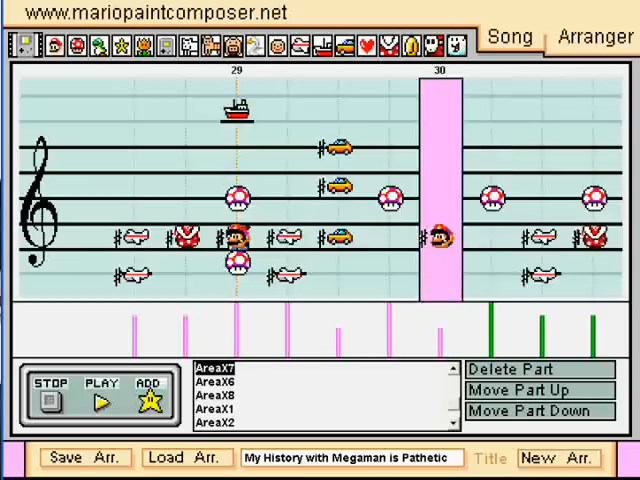 www.mariopaintcomposer.net
Song
Arranger
29
30
STOP
PLAY
ADD
AreaX7
AreaX6
AreaX8
AreaX1
AreaX2
Delete Part
Move Part Up
Move Part Down
Save Arr.
Load Arr.
My History with Megaman is Pathetic
Title
New Arr.